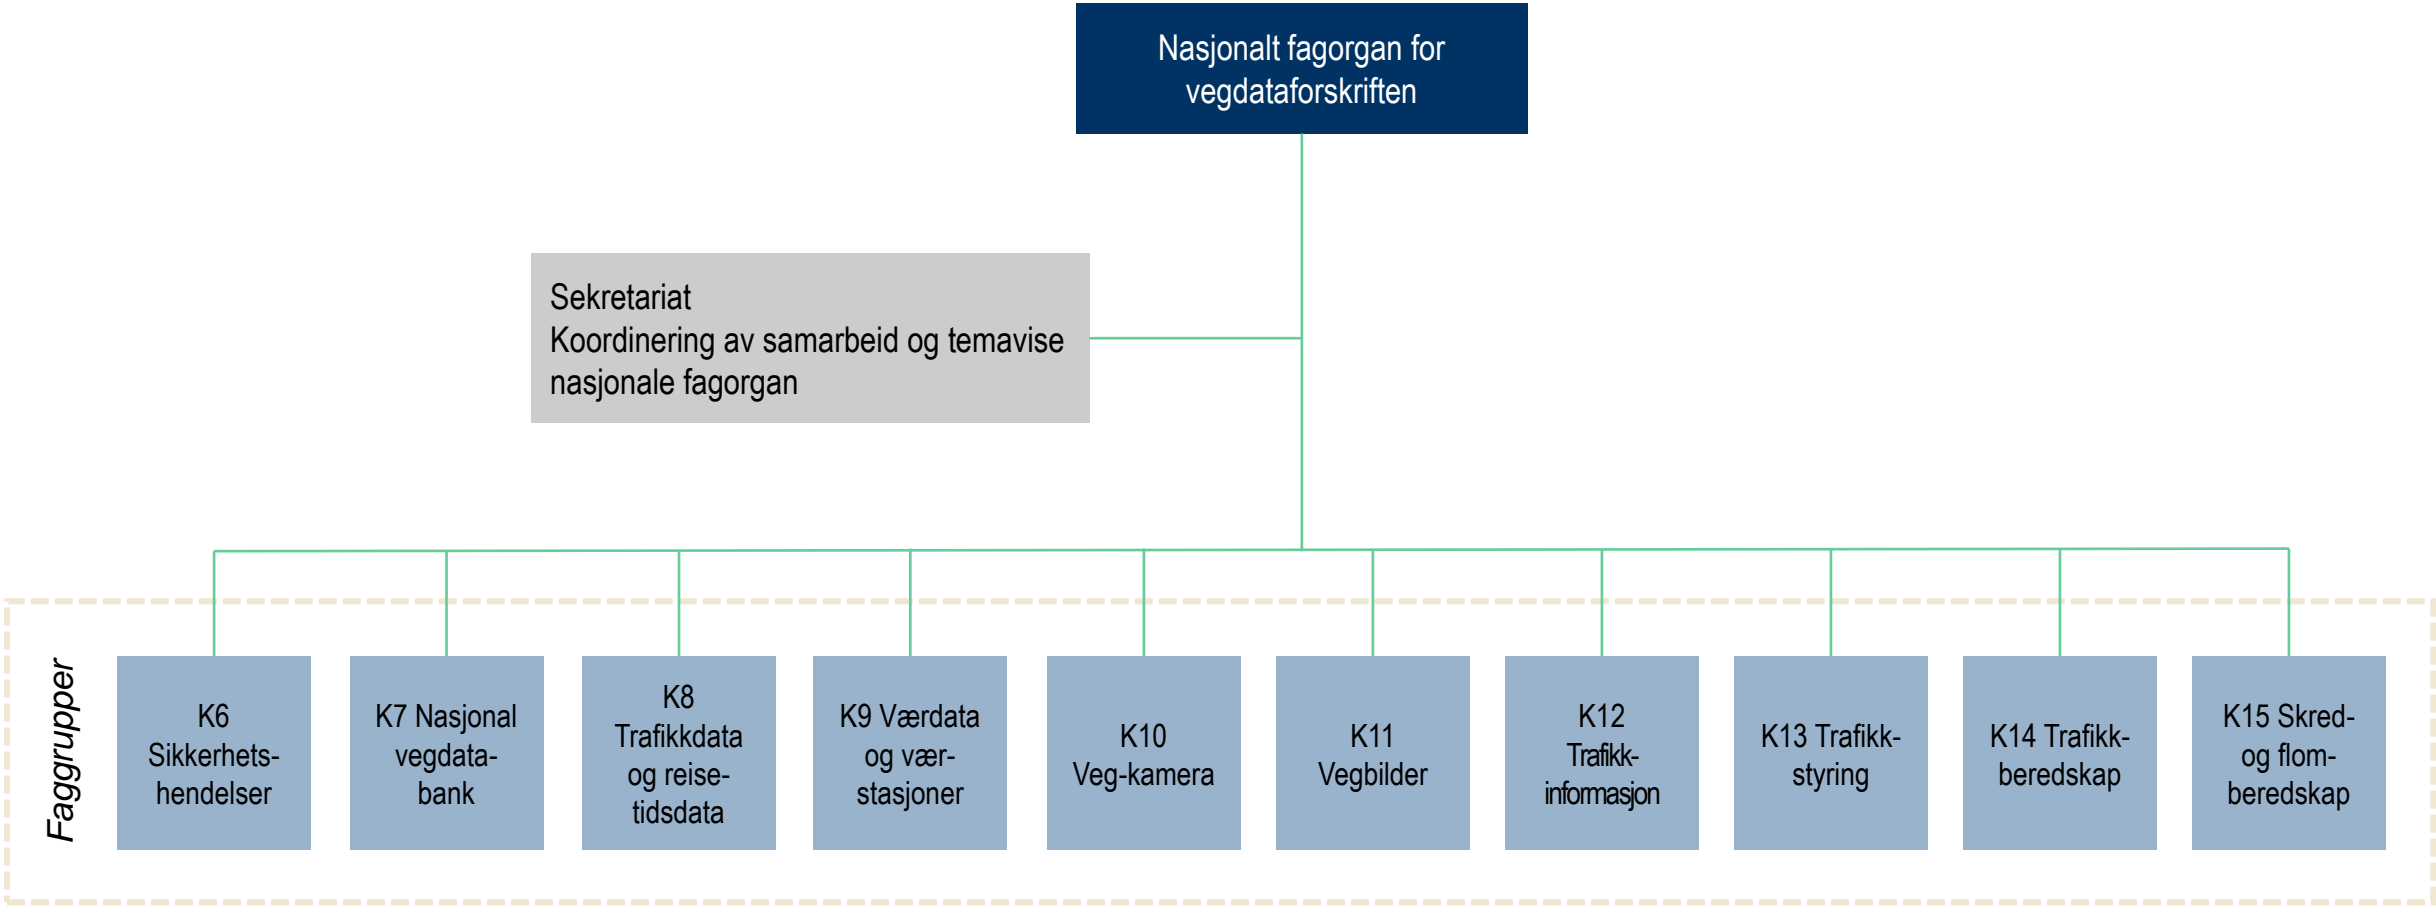 Nasjonalt fagorgan for
vegdataforskriften
Sekretariat
Koordinering av samarbeid og temavise
nasjonale fagorgan
Faggrupper
K6
Sikkerhets-
hendelser
K7 Nasjonal
vegdata-
bank
K8
Trafikkdata
og reise-
tidsdata
K9 Værdata
og vær-
stasjoner
K10
Veg-kamera
K11
Vegbilder
K12
Trafikk-
informasjon
K13 Trafikk-
styring
K14 Trafikk-
beredskap
K15 Skred-
og flom-
beredskap